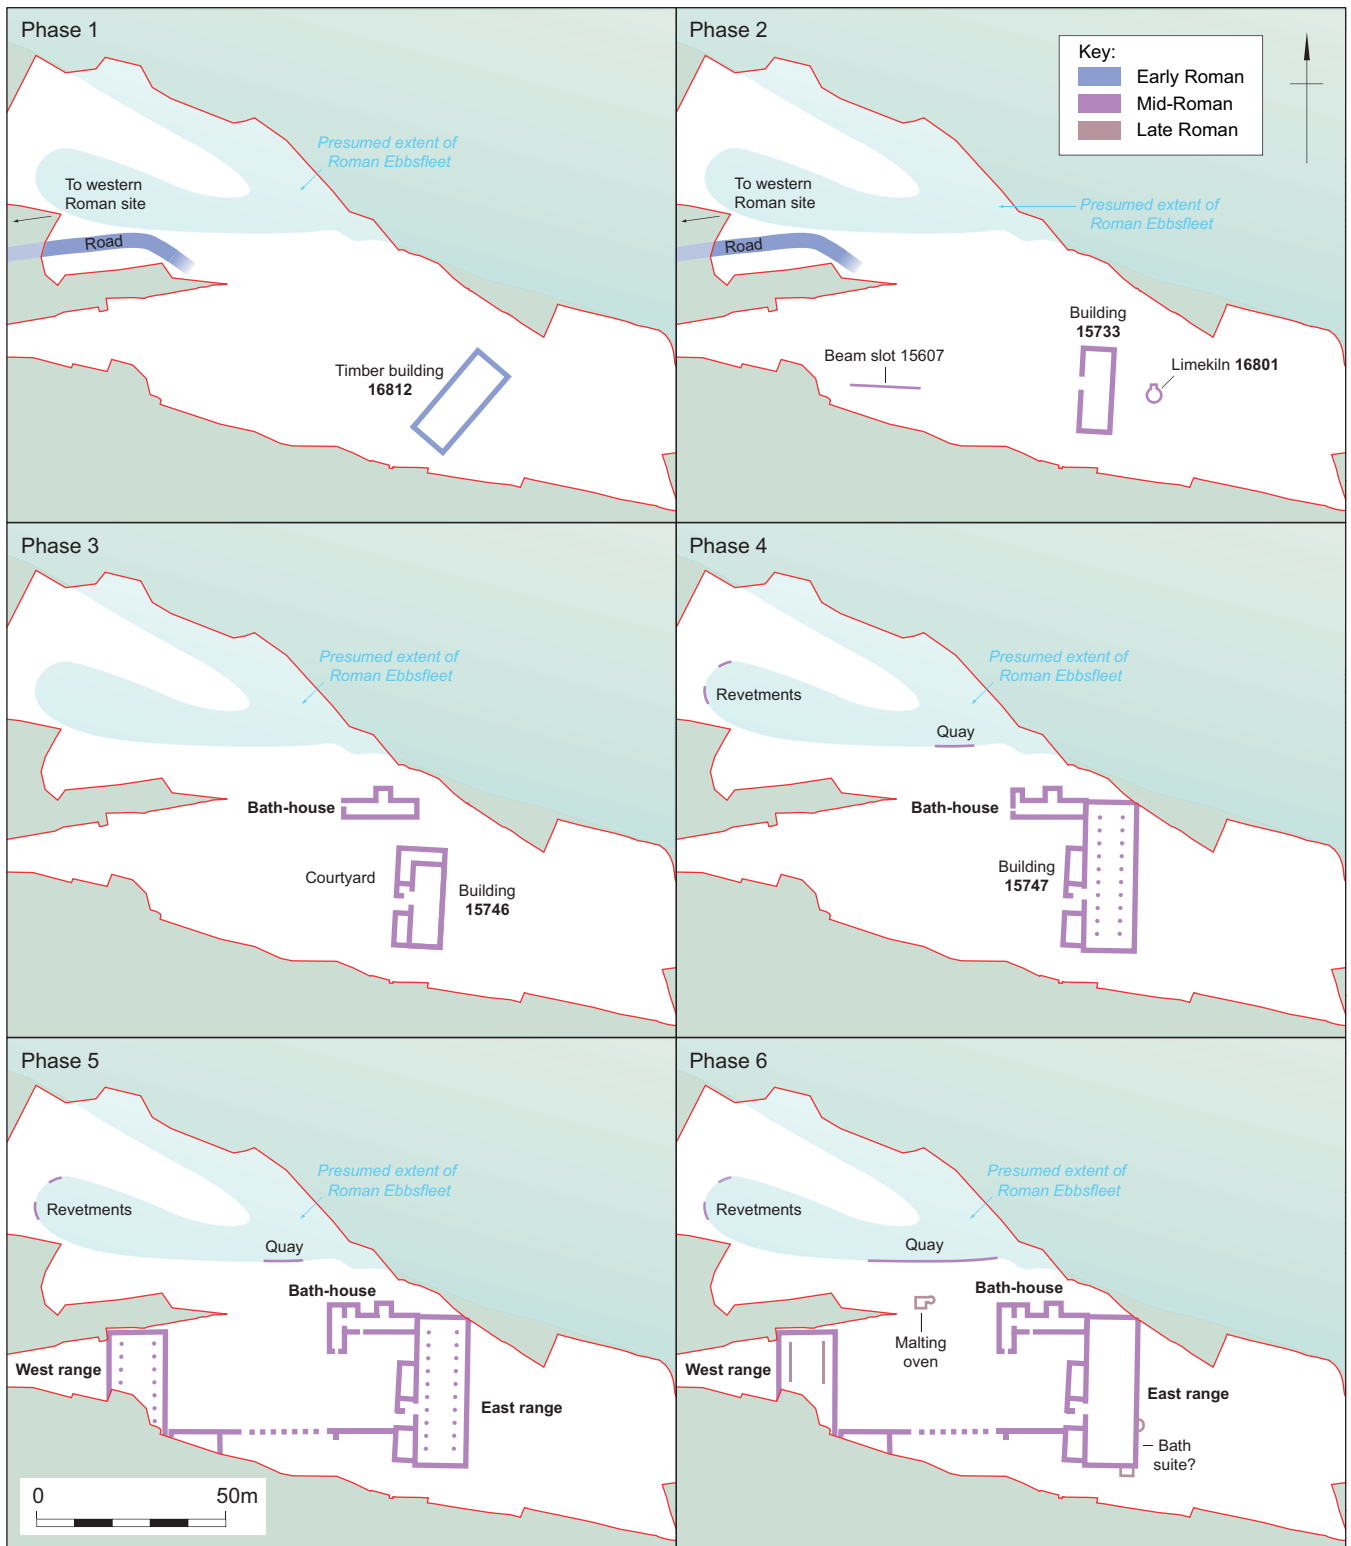 Phase 1
Presumed extent of
Roman Ebbsfleet
To western
Roman site
Road
Timber building
16812
Phase 2
Key:
Early Roman
Mid-Roman
Late Roman
To western
Roman site
Presumed extent of
Roman Ebbsfleet
Road
Building
15733
Beam slot 15607
Limekiln 16801
Phase 3
Presumed extent of
Roman Ebbsfleet
Bath-house
Courtyard
Building
15746
Phase 4
Presumed extent of
Roman Ebbsfleet
Revetments
Quay
Bath-house
Building
15747
Phase 5
Presumed extent of
Roman Ebbsfleet
Revetments
Quay
Bath-house
West range
East range
0 50m
Phase 6
Presumed extent of
Roman Ebbsfleet
Revetments
Quay
Bath-house
Malting
oven
West range
East range
Bath
suite?